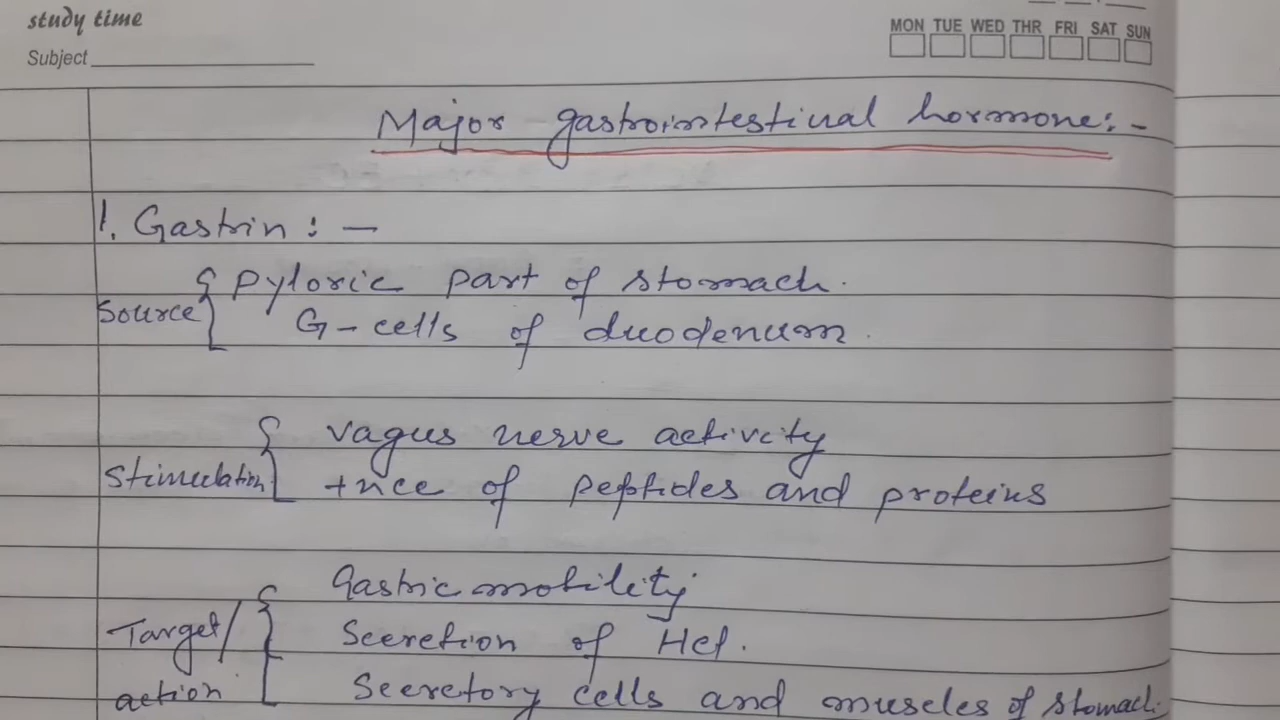 study time
MON TUE WED THR FRI SAT SUN
Subject
Major gastrointestinal hormone:-
1. Gastrin : —
Source
Pyloric part of stomach.
G-cells of duodenum.
Stimulation
vagus nerve activity
+nce of peptides and proteins
Target/
action
Gastric mobility
Secretion of Hcl.
Secretory cells and muscles of stomach.